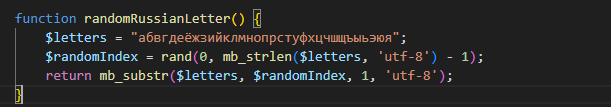 function randomRussianLetter() {
$letters = "абвгдеёжзийклмнопрстуфхцчшщъыьэюя";
$randomIndex = rand(0, mb_strlen($letters, 'utf-8') - 1);
return mb_substr($letters, $randomIndex, 1, 'utf-8');
}